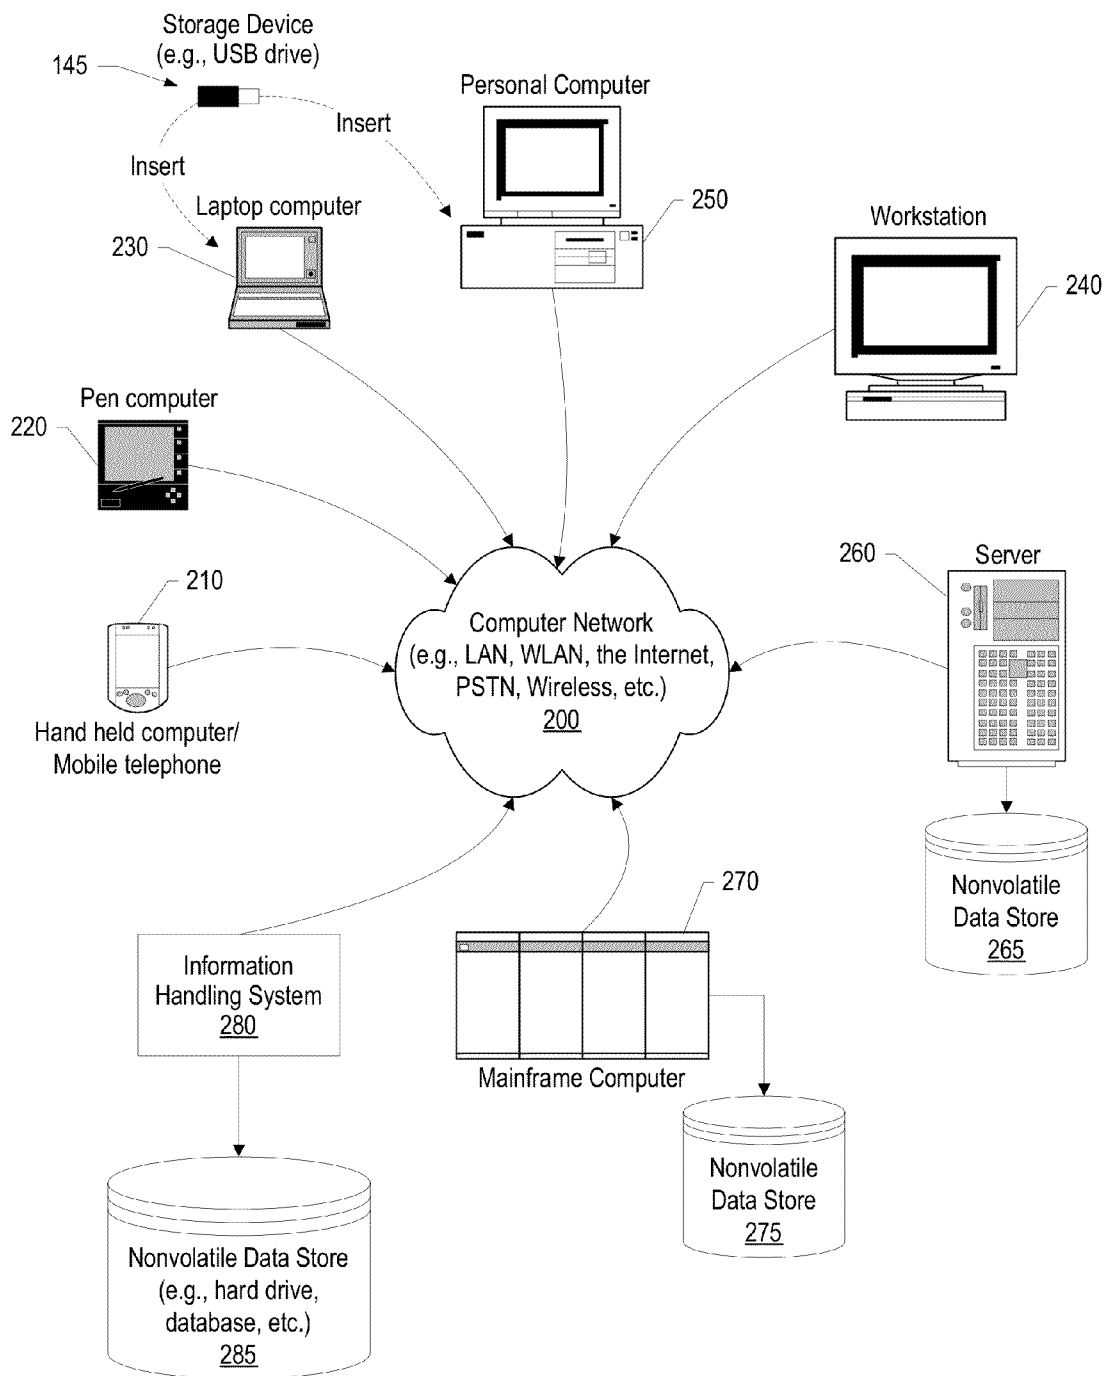 Storage Device
(e.g., USB drive)
145
Insert
Insert
Personal Computer
250
Laptop computer
230
Workstation
240
Pen computer
220
210
Hand held computer/
Mobile telephone
Computer Network
(e.g., LAN, WLAN, the Internet,
PSTN, Wireless, etc.)
200
260
Server
Nonvolatile
Data Store
265
270
Mainframe Computer
Nonvolatile
Data Store
275
Information
Handling System
280
Nonvolatile Data Store
(e.g., hard drive,
database, etc.)
285